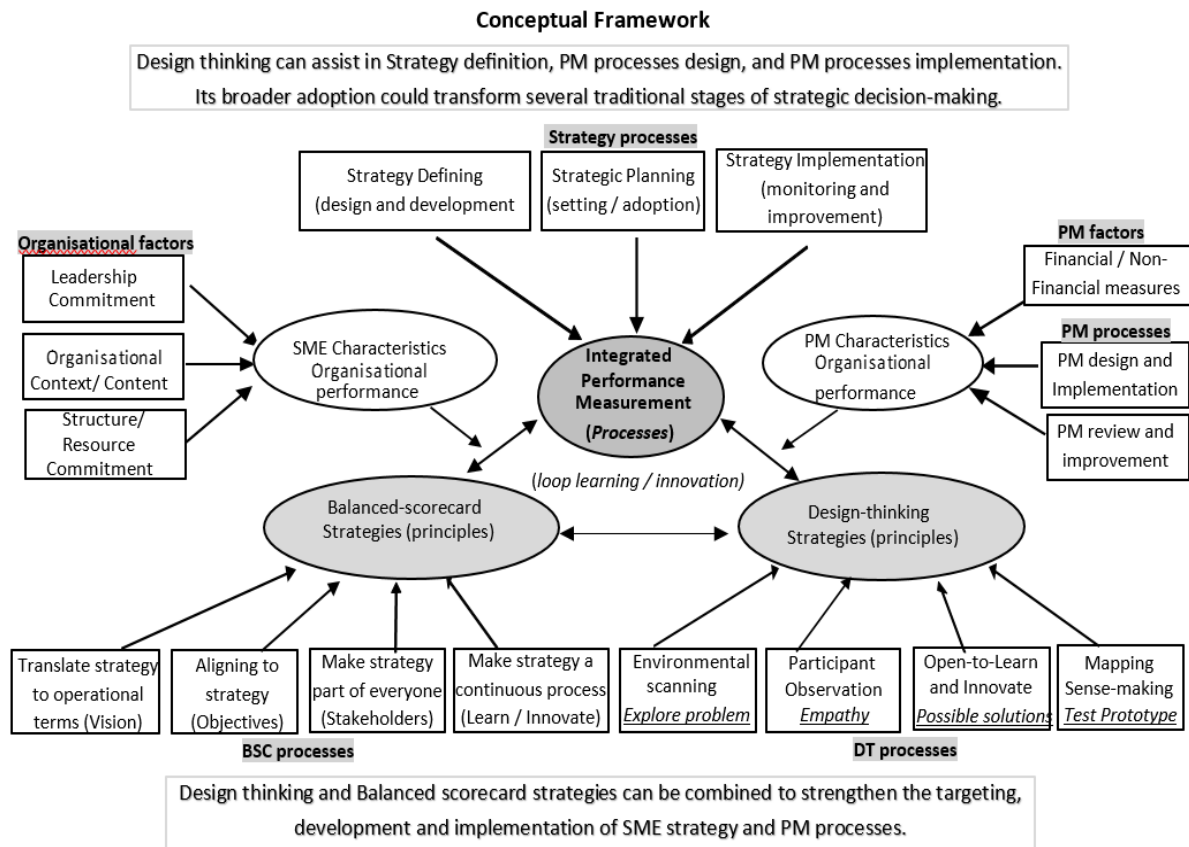 Conceptual Framework
Design thinking can assist in Strategy definition, PM processes design, and PM processes implementation.
Its broader adoption could transform several traditional stages of strategic decision-making.
Strategy processes
Strategy Defining
(design and development
Strategic Planning
(setting / adoption)
Strategy Implementation
(monitoring and
improvement)
Organisational factors
Leadership
Commitment
Organisational
Context/ Content
Structure/
Resource
Commitment
SME Characteristics
Organisational
performance
Integrated
Performance
Measurement
(Processes)
PM Characteristics
Organisational
performance
PM factors
Financial / Non-
Financial measures
PM processes
PM design and
Implementation
PM review and
improvement
(loop learning / innovation)
Balanced-scorecard
Strategies (principles)
Design-thinking
Strategies (principles)
Translate strategy
to operational
terms (Vision)
Aligning to
strategy
(Objectives)
Make strategy
part of everyone
(Stakeholders)
Make strategy a
continuous process
(Learn / Innovate)
Environmental
scanning
Explore problem
Participant
Observation
Empathy
Open-to-Learn
and Innovate
Possible solutions
Mapping
Sense-making
Test Prototype
BSC processes
DT processes
Design thinking and Balanced scorecard strategies can be combined to strengthen the targeting,
development and implementation of SME strategy and PM processes.